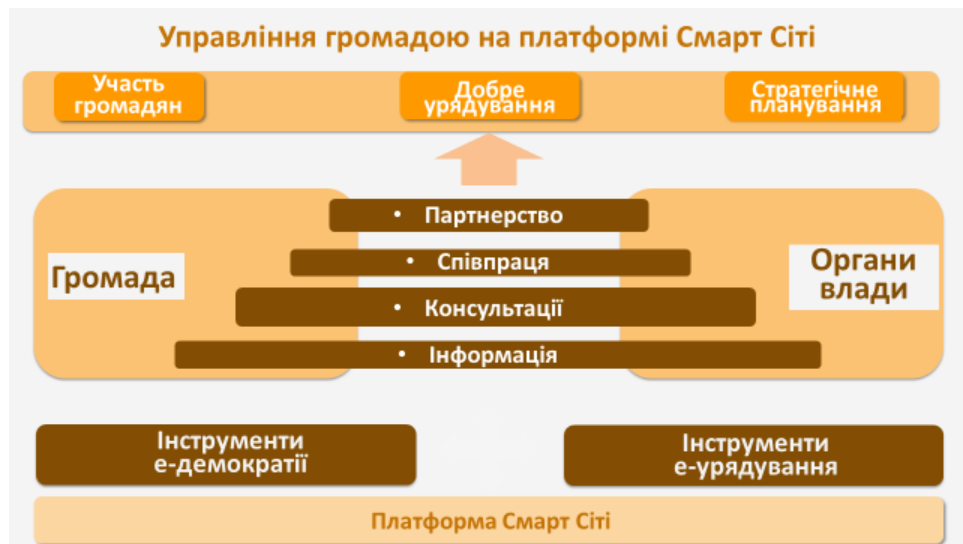 Управління громадою на платформі Смарт Сіті
Участь
громадян
Добре
урядування
Стратегічне
планування
• Партнерство
• Співпраця
Громада
Органи
влади
• Консультації
• Інформація
Інструменти
е-демократії
Інструменти
е-урядування
Платформа Смарт Сіті